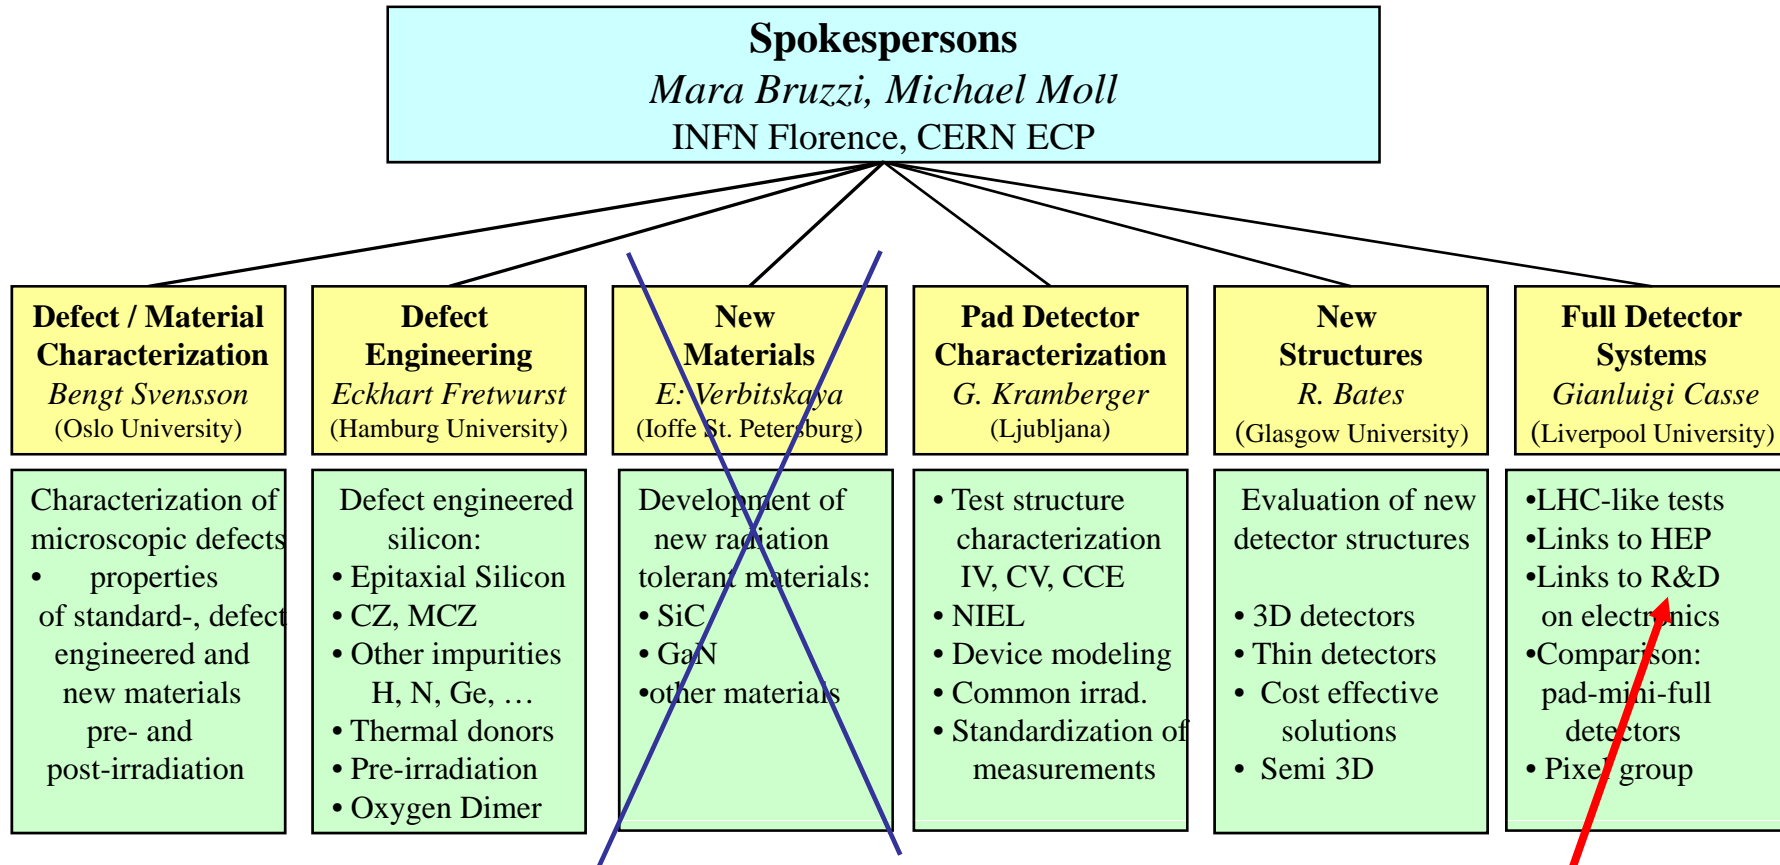 Spokespersons
Mara Bruzzi, Michael Moll
INFN Florence, CERN ECP
Defect / Material
Characterization
Bengt Svensson
(Oslo University)
Defect
Engineering
Eckhart Fretwurst
(Hamburg University)
New
Materials
E: Verbitskaya
(Ioffe St. Petersburg)
Pad Detector
Characterization
G. Kramberger
(Ljubljana)
New
Structures
R. Bates
(Glasgow University)
Full Detector
Systems
Gianluigi Casse
(Liverpool University)
Characterization of
microscopic defects
• properties
of standard-, defect
engineered and
new materials
pre- and
post-irradiation
Defect engineered
silicon:
• Epitaxial Silicon
• CZ, MCZ
• Other impurities
H, N, Ge, …
• Thermal donors
• Pre-irradiation
• Oxygen Dimer
Development of
new radiation
tolerant materials:
• SiC
• GaN
•other materials
• Test structure
characterization
IV, CV, CCE
• NIEL
• Device modeling
• Common irrad.
• Standardization of
measurements
Evaluation of new
detector structures
• 3D detectors
• Thin detectors
• Cost effective
solutions
• Semi 3D
•LHC-like tests
•Links to HEP
•Links to R&D
on electronics
•Comparison:
pad-mini-full
detectors
• Pixel group